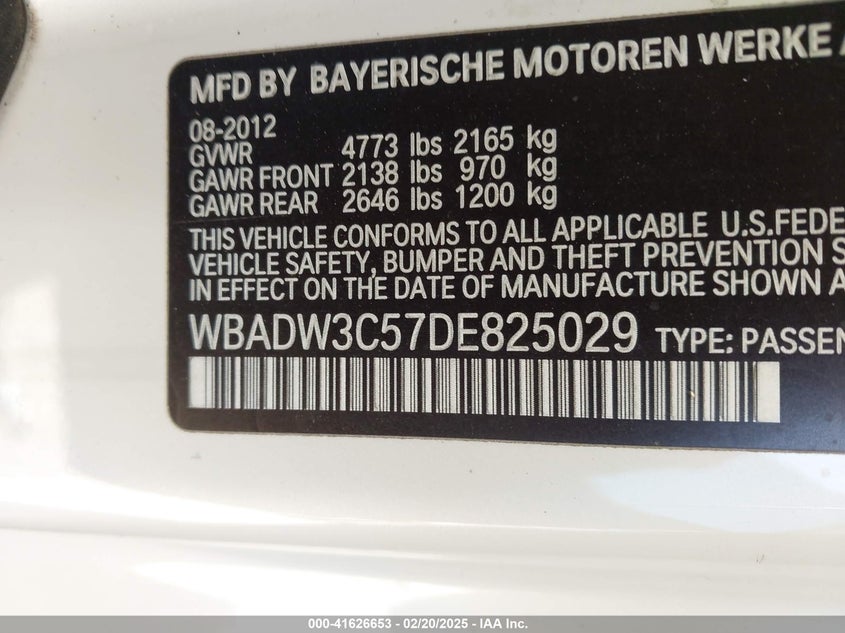 MFD BY BAYERISCHE MOTOREN WERKE
08-2012
GVWR 4773 lbs 2165 kg
GAWR FRONT 2138 lbs 970 kg
GAWR REAR 2646 lbs 1200 kg
THIS VEHICLE CONFORMS TO ALL APPLICABLE U.S.FEDE
VEHICLE SAFETY, BUMPER AND THEFT PREVENTION S
IN EFFECT ON THE DATE OF MANUFACTURE SHOWN A
WBADW3C57DE825029 TYPE: PASSEN
000-41626653 - 02/20/2025 - IAA Inc.